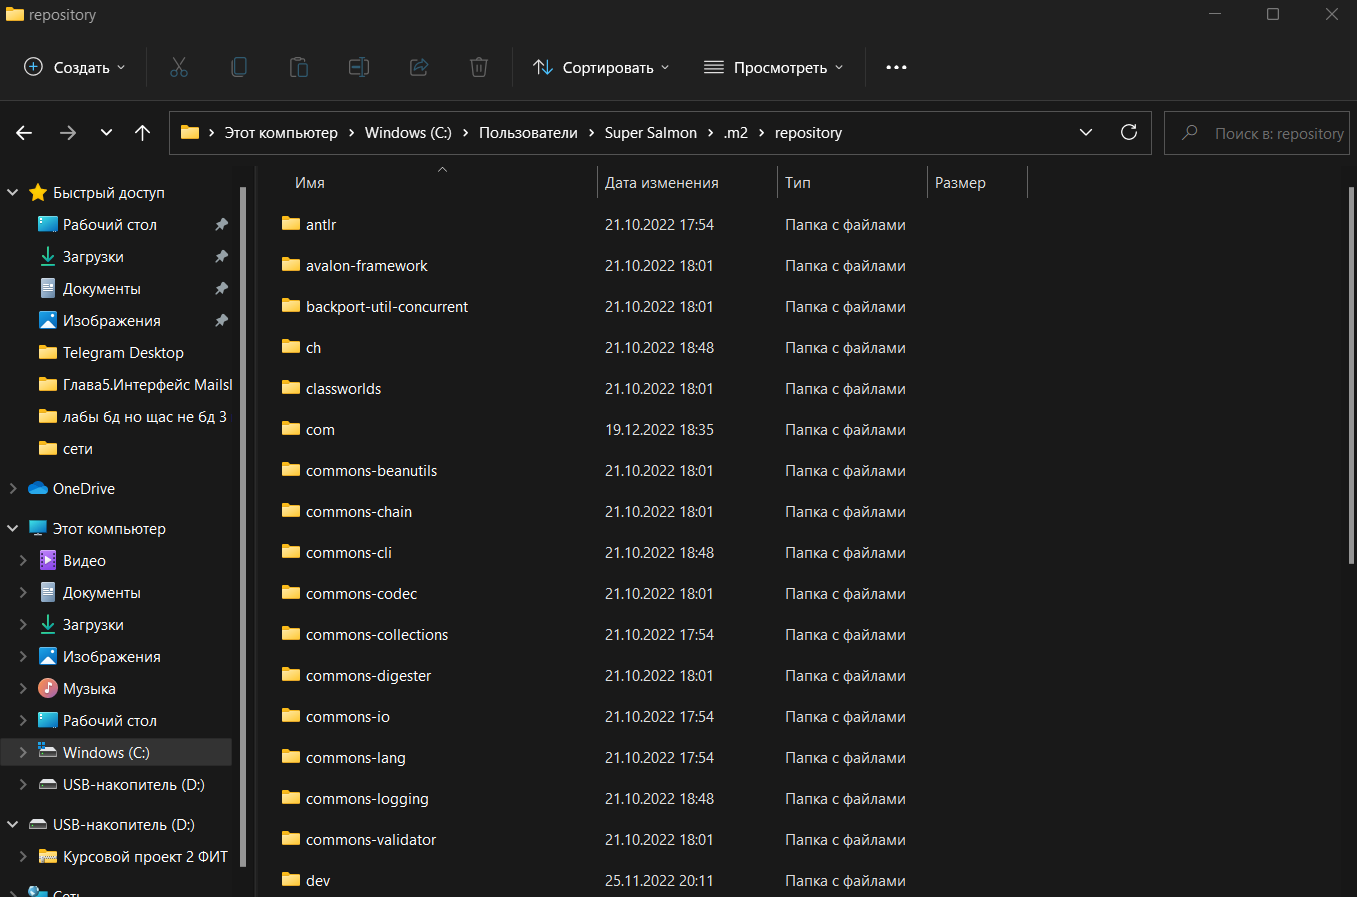 repository
Создать
Сортировать
Просмотреть
Этот компьютер > Windows (C:) > Пользователи > Super Salmon > .m2 > repository
Поиск в: repository
Быстрый доступ
Рабочий стол
Загрузки
Документы
Изображения
Telegram Desktop
Глава5.Интерфейс Mailsl
лабы бд но щас не бд 3
сети
OneDrive
Этот компьютер
Видео
Документы
Загрузки
Изображения
Музыка
Рабочий стол
Windows (C:)
USB-накопитель (D:)
USB-накопитель (D:)
Курсовой проект 2 ФИТ
Сеть
Имя Дата изменения Тип Размер
antlr 21.10.2022 17:54 Папка с файлами
avalon-framework 21.10.2022 18:01 Папка с файлами
backport-util-concurrent 21.10.2022 18:01 Папка с файлами
ch 21.10.2022 18:48 Папка с файлами
classworlds 21.10.2022 18:01 Папка с файлами
com 19.12.2022 18:35 Папка с файлами
commons-beanutils 21.10.2022 18:01 Папка с файлами
commons-chain 21.10.2022 18:01 Папка с файлами
commons-cli 21.10.2022 18:48 Папка с файлами
commons-codec 21.10.2022 18:01 Папка с файлами
commons-collections 21.10.2022 17:54 Папка с файлами
commons-digester 21.10.2022 18:01 Папка с файлами
commons-io 21.10.2022 17:54 Папка с файлами
commons-lang 21.10.2022 17:54 Папка с файлами
commons-logging 21.10.2022 18:48 Папка с файлами
commons-validator 21.10.2022 18:01 Папка с файлами
dev 25.11.2022 20:11 Папка с файлами